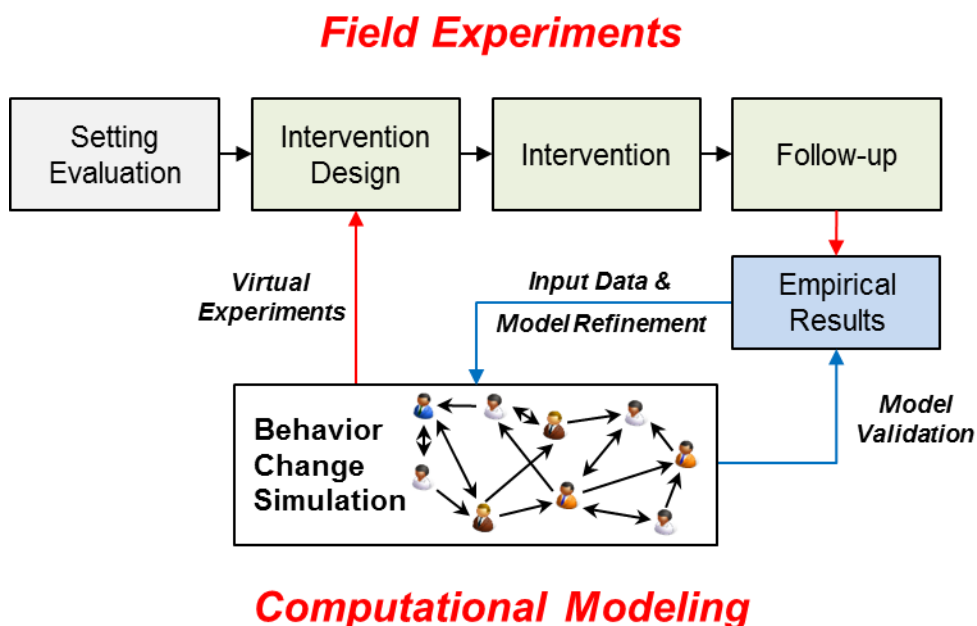 Field Experiments
Setting
Evaluation
Intervention
Design
Intervention
Follow-up
Virtual
Experiments
Input Data &
Model Refinement
Empirical
Results
Behavior
Change
Simulation
Model
Validation
Computational Modeling